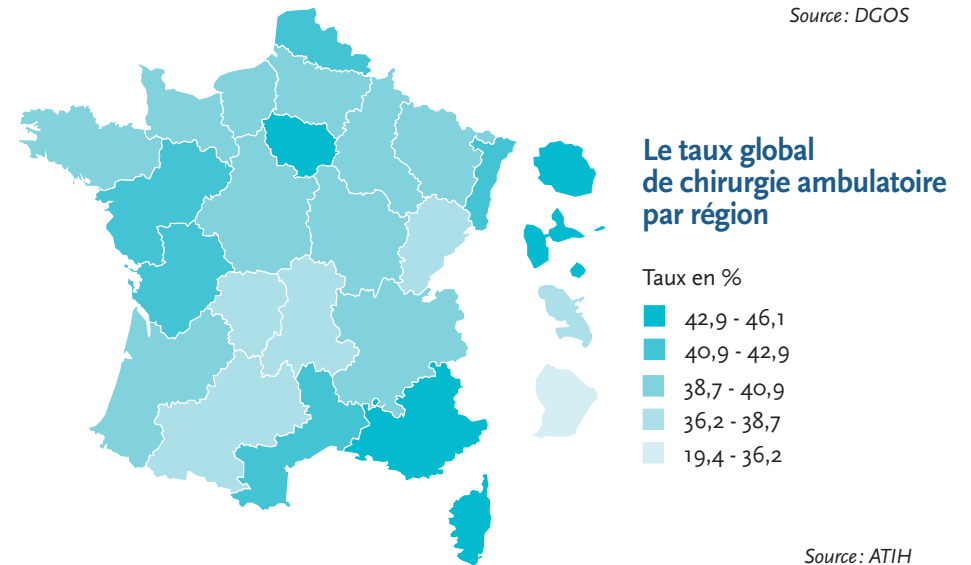 Source : DGOS
Le taux global
de chirurgie ambulatoire
par région
Taux en %
42,9 - 46,1
40,9 - 42,9
38,7 - 40,9
36,2 - 38,7
19,4 - 36,2
Source : ATIH